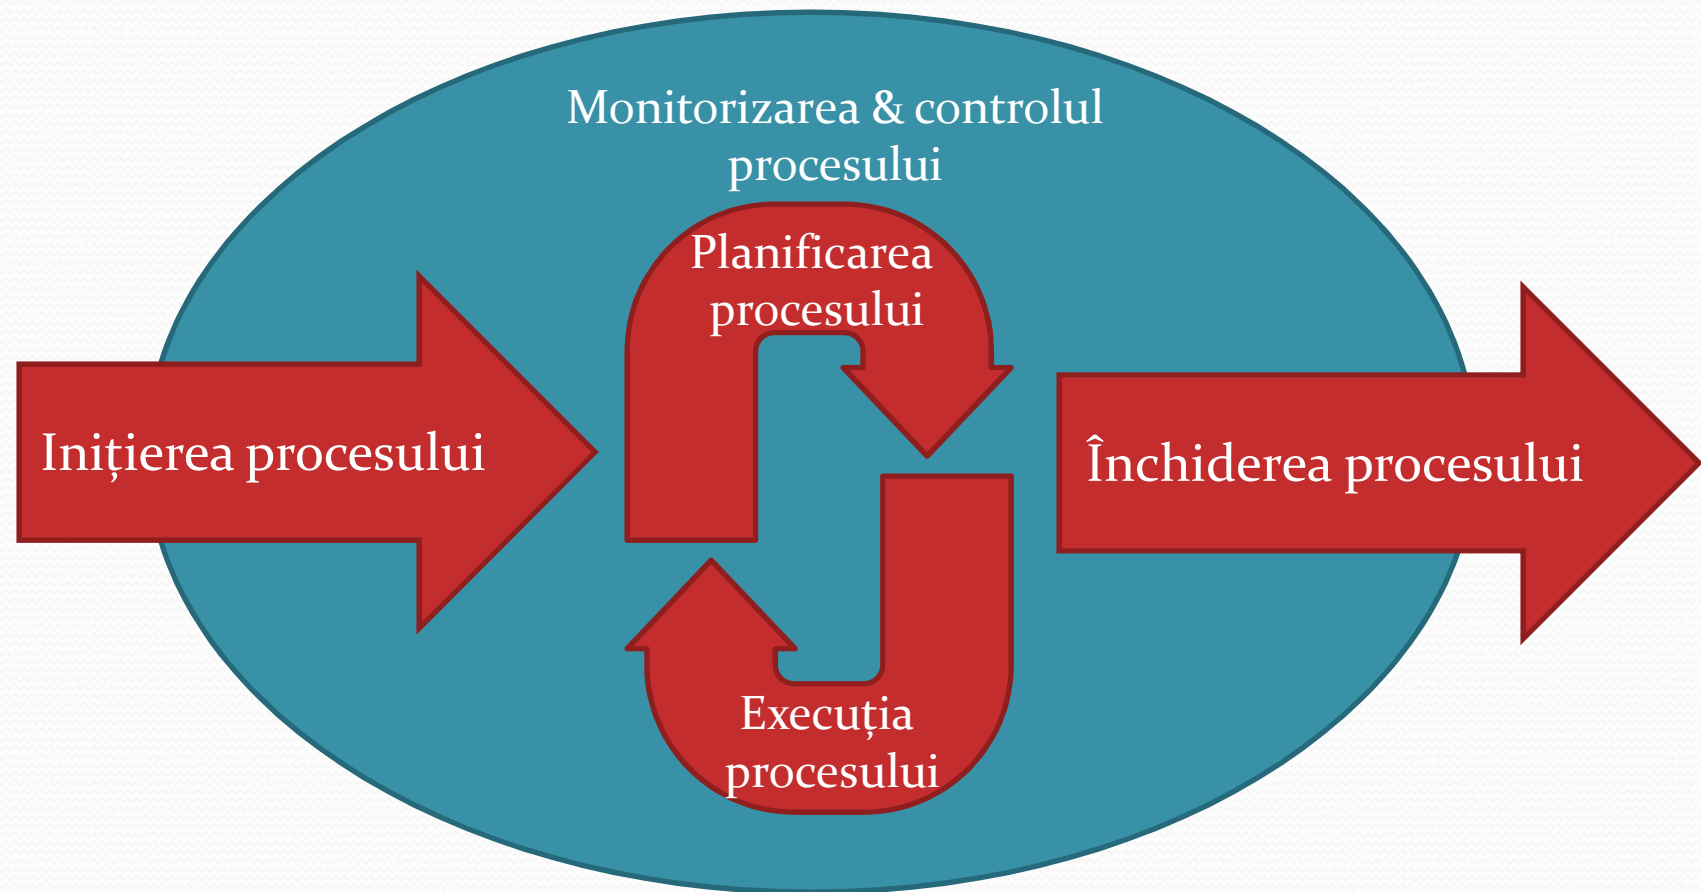 Monitorizarea & controlul
procesului
Planificarea
procesului
Inițierea procesului
Închiderea procesului
Execuția
procesului